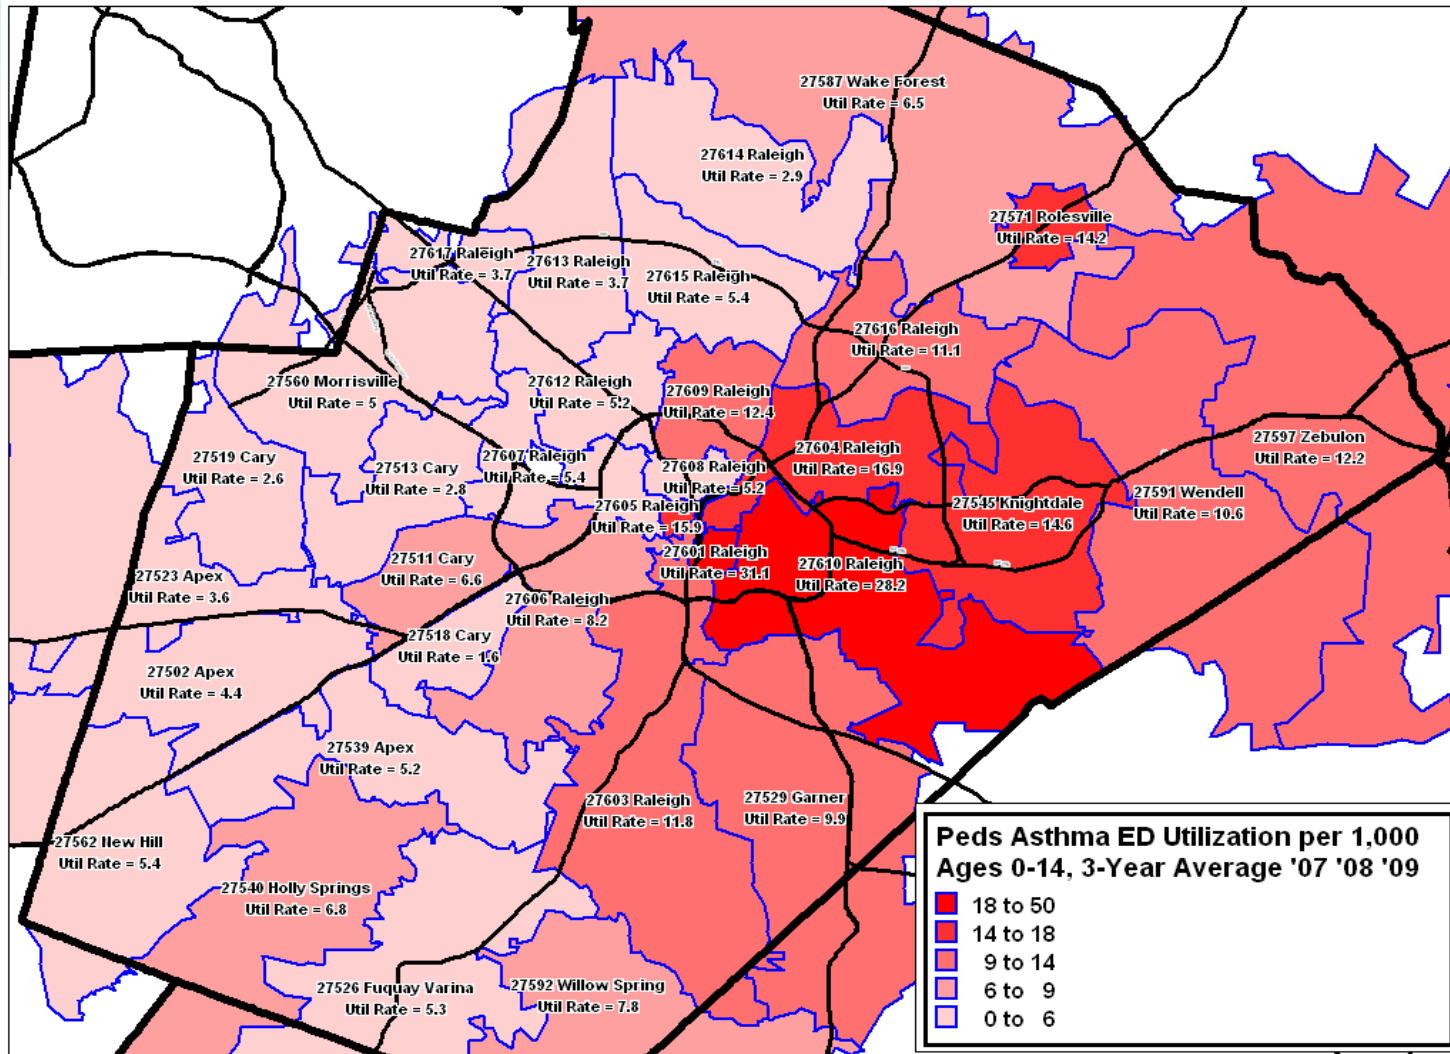 27587 Wake Forest
Util Rate = 6.5
27614 Raleigh
Util Rate = 2.9
27571 Rolesville
Util Rate = 14.2
27617 Raleigh
Util Rate = 3.7
27613 Raleigh
Util Rate = 3.7
27615 Raleigh
Util Rate = 5.4
27616 Raleigh
Util Rate = 11.1
27560 Morrisville
Util Rate = 5
27612 Raleigh
Util Rate = 5.2
27609 Raleigh
Util Rate = 12.4
27519 Cary
Util Rate = 2.6
27513 Cary
Util Rate = 2.8
27607 Raleigh
Util Rate = 5.4
27608 Raleigh
Util Rate = 5.2
27604 Raleigh
Util Rate = 16.9
27597 Zebulon
Util Rate = 12.2
27605 Raleigh
Util Rate = 15.9
27545 Knightdale
Util Rate = 14.6
27591 Wendell
Util Rate = 10.6
27511 Cary
Util Rate = 6.6
27601 Raleigh
Util Rate = 31.1
27610 Raleigh
Util Rate = 28.2
27523 Apex
Util Rate = 3.6
27606 Raleigh
Util Rate = 8.2
27518 Cary
Util Rate = 1.6
27502 Apex
Util Rate = 4.4
27539 Apex
Util Rate = 5.2
27603 Raleigh
Util Rate = 11.8
27529 Garner
Util Rate = 9.9
27562 New Hill
Util Rate = 5.4
27540 Holly Springs
Util Rate = 6.8
27526 Fuquay Varina
Util Rate = 5.3
27592 Willow Spring
Util Rate = 7.8
Peds Asthma ED Utilization per 1,000
Ages 0-14, 3-Year Average '07 '08 '09
18 to 50
14 to 18
9 to 14
6 to 9
0 to 6